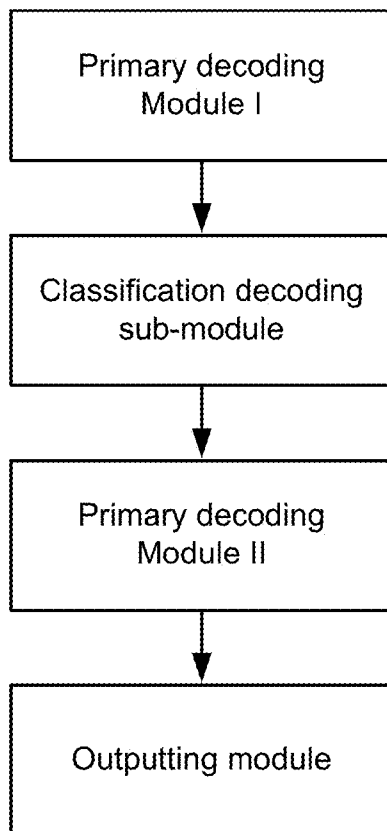 Primary decoding
Module I
Classification decoding
sub-module
Primary decoding
Module II
Outputting module